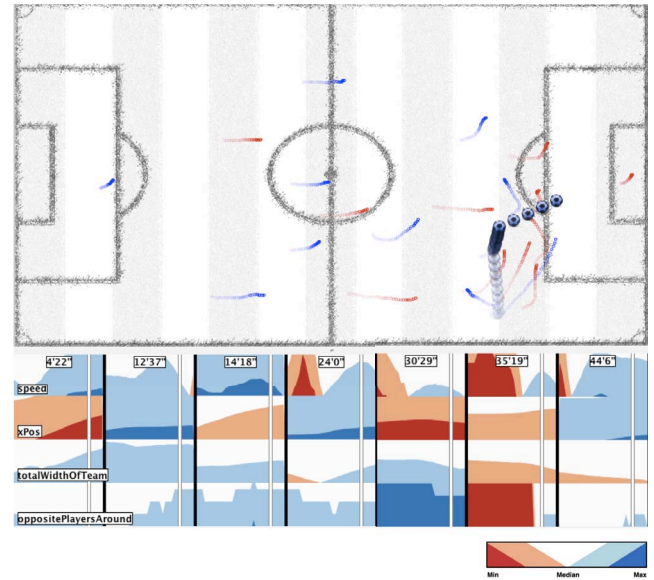 4'22" 12'37" 14'18" 24'0" 30'29" 35'19" 44'6"
speed
xPos
totalWidthOfTeam
oppositePlayersAround
Min Median Max